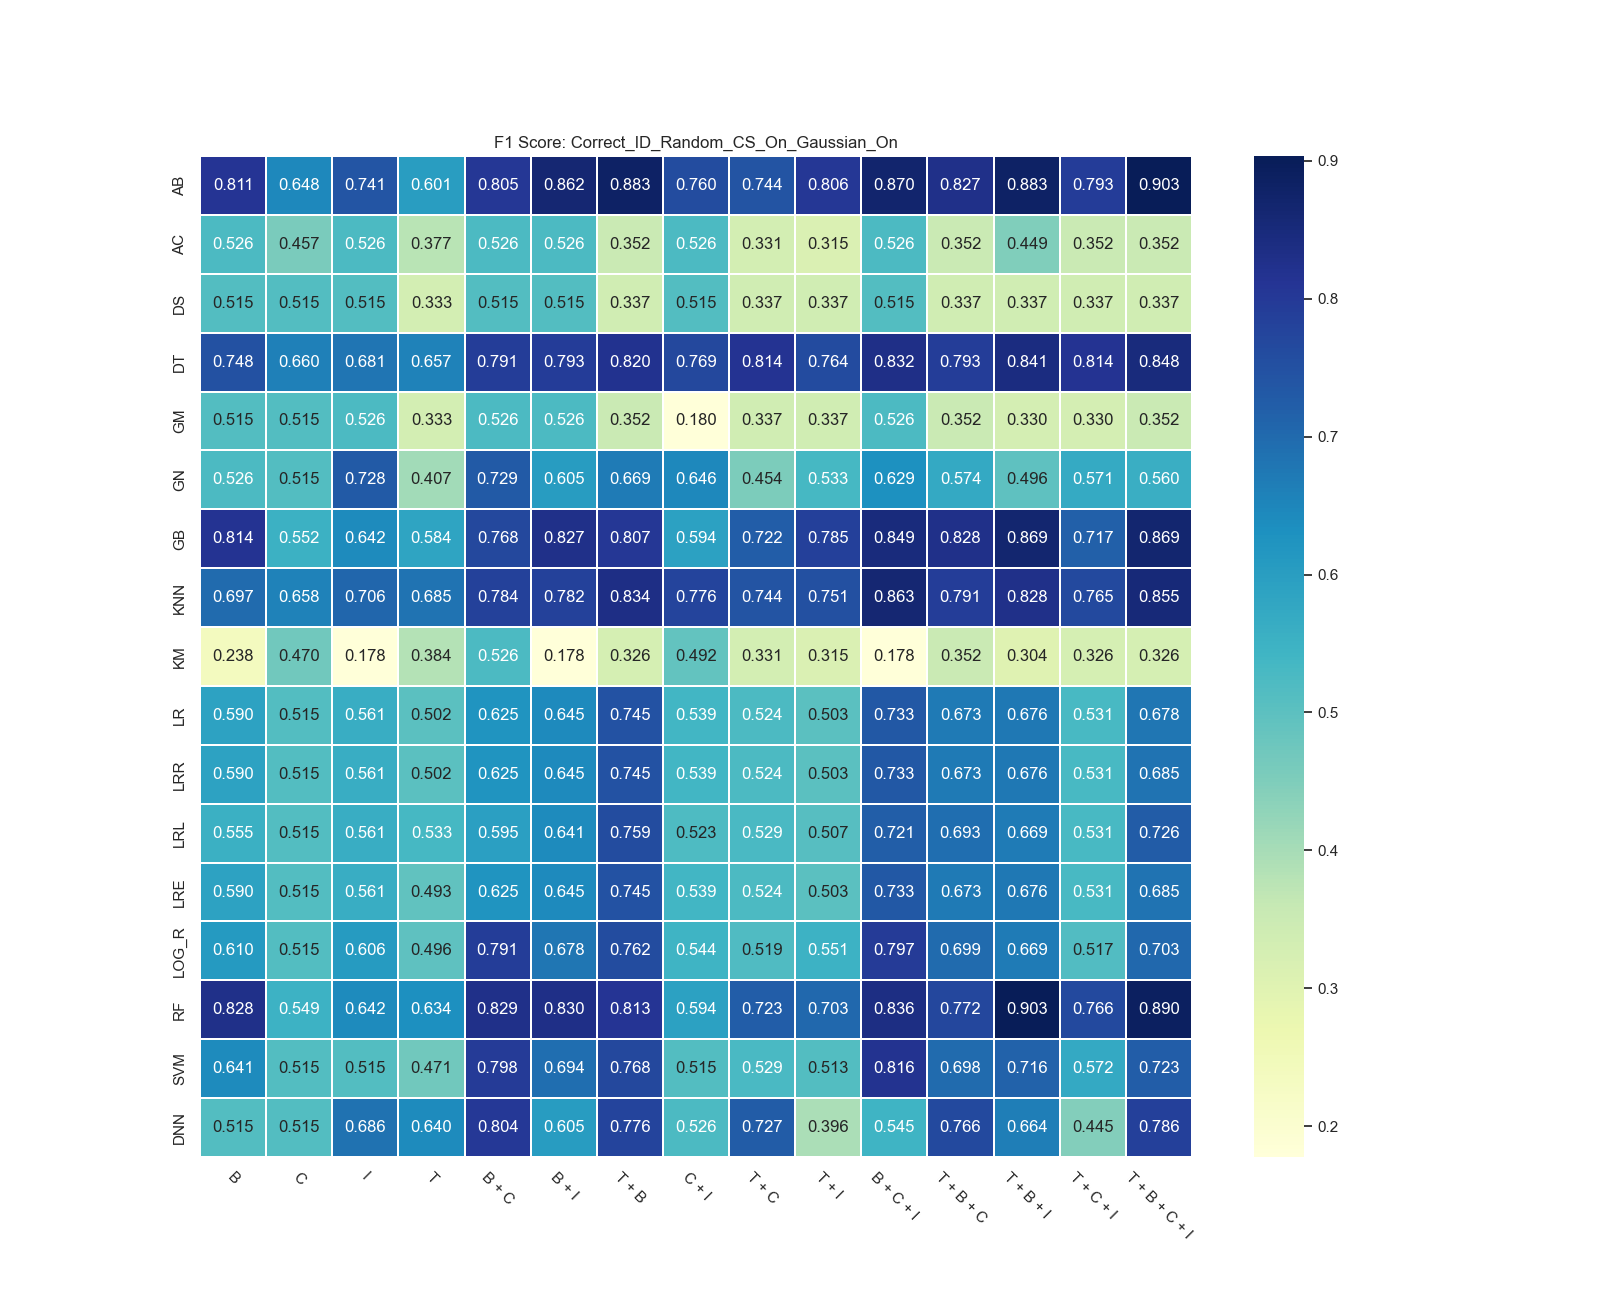 F1 Score: Correct_ID_Random_CS_On_Gaussian_On
AB 0.811 0.648 0.741 0.601 0.805 0.862 0.883 0.760 0.744 0.806 0.870 0.827 0.883 0.793 0.903
AC 0.526 0.457 0.526 0.377 0.526 0.526 0.352 0.526 0.331 0.315 0.526 0.352 0.449 0.352 0.352
DS 0.515 0.515 0.515 0.333 0.515 0.515 0.337 0.515 0.337 0.337 0.515 0.337 0.337 0.337 0.337
DT 0.748 0.660 0.681 0.657 0.791 0.793 0.820 0.769 0.814 0.764 0.832 0.793 0.841 0.814 0.848
GM 0.515 0.515 0.526 0.333 0.526 0.526 0.352 0.180 0.337 0.337 0.526 0.352 0.330 0.330 0.352
GN 0.526 0.515 0.728 0.407 0.729 0.605 0.669 0.646 0.454 0.533 0.629 0.574 0.496 0.571 0.560
GB 0.814 0.552 0.642 0.584 0.768 0.827 0.807 0.594 0.722 0.785 0.849 0.828 0.869 0.717 0.869
KNN 0.697 0.658 0.706 0.685 0.784 0.782 0.834 0.776 0.744 0.751 0.863 0.791 0.828 0.765 0.855
KM 0.238 0.470 0.178 0.384 0.526 0.178 0.326 0.492 0.331 0.315 0.178 0.352 0.304 0.326 0.326
LR 0.590 0.515 0.561 0.502 0.625 0.645 0.745 0.539 0.524 0.503 0.733 0.673 0.676 0.531 0.678
LRR 0.590 0.515 0.561 0.502 0.625 0.645 0.745 0.539 0.524 0.503 0.733 0.673 0.676 0.531 0.685
LRL 0.555 0.515 0.561 0.533 0.595 0.641 0.759 0.523 0.529 0.507 0.721 0.693 0.669 0.531 0.726
LRE 0.590 0.515 0.561 0.493 0.625 0.645 0.745 0.539 0.524 0.503 0.733 0.673 0.676 0.531 0.685
LOG_R 0.610 0.515 0.606 0.496 0.791 0.678 0.762 0.544 0.519 0.551 0.797 0.699 0.669 0.517 0.703
RF 0.828 0.549 0.642 0.634 0.829 0.830 0.813 0.594 0.723 0.703 0.836 0.772 0.903 0.766 0.890
SVM 0.641 0.515 0.515 0.471 0.798 0.694 0.768 0.515 0.529 0.513 0.816 0.698 0.716 0.572 0.723
DNN 0.515 0.515 0.686 0.640 0.804 0.605 0.776 0.526 0.727 0.396 0.545 0.766 0.664 0.445 0.786
B C I T B + C B + I T + B C + I T + C T + I B + C + I T + B + C T + B + I T + C + I T + B + C + I
0.9
0.8
0.7
0.6
0.5
0.4
0.3
0.2